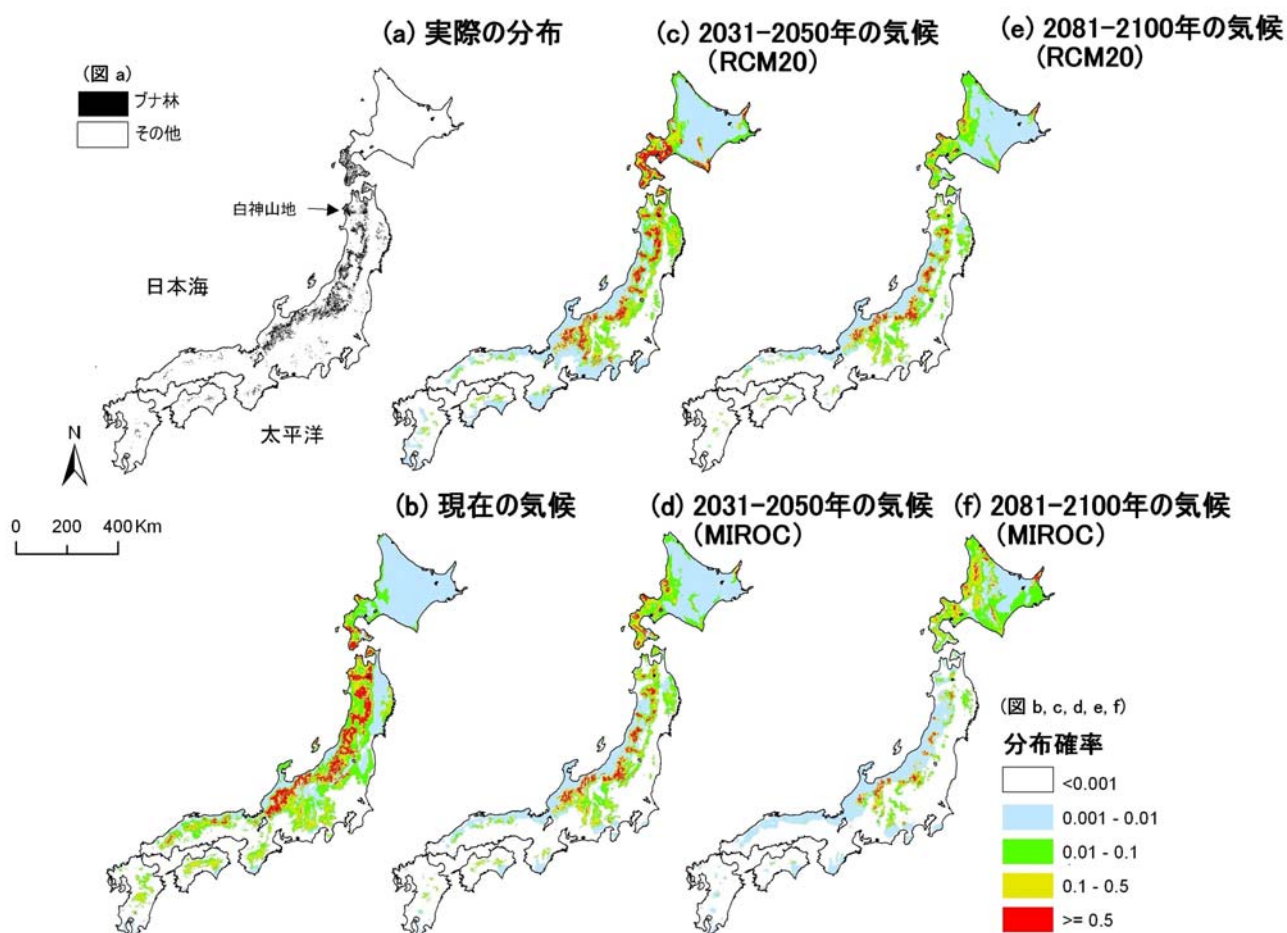 (a) 実際の分布
(c) 2031-2050年の気候
(RCM20)
(e) 2081-2100年の気候
(RCM20)
(図 a)
ブナ林
その他
白神山地
日本海
太平洋
N
0 200 400 Km
(b) 現在の気候
(d) 2031-2050年の気候
(MIROC)
(f) 2081-2100年の気候
(MIROC)
(図 b, c, d, e, f)
分布確率
<0.001
0.001 - 0.01
0.01 - 0.1
0.1 - 0.5
>= 0.5